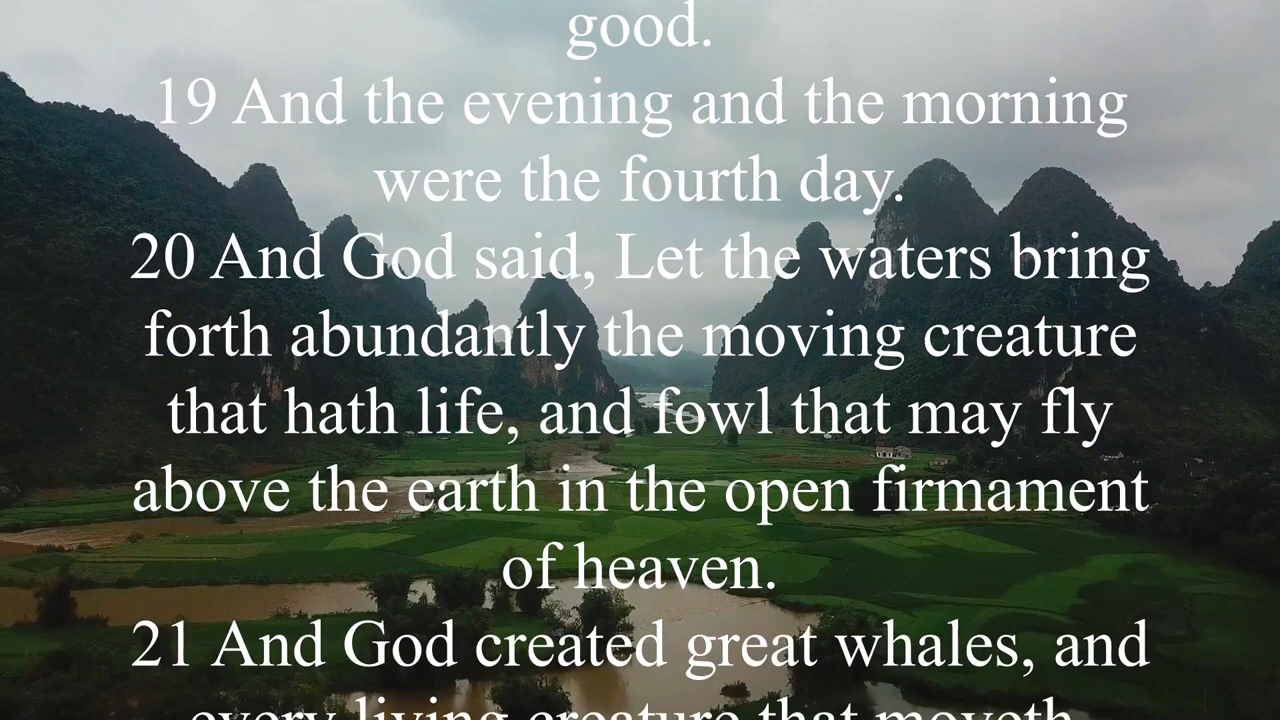 good.
19 And the evening and the morning
were the fourth day.
20 And God said, Let the waters bring
forth abundantly the moving creature
that hath life, and fowl that may fly
above the earth in the open firmament
of heaven.
21 And God created great whales, and
every living creature that moveth